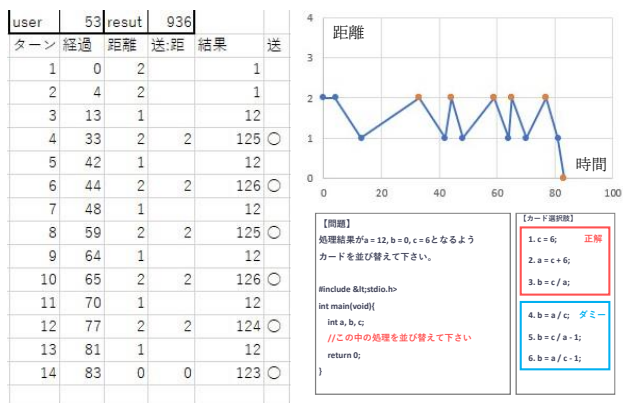 user 53 resut 936
ターン 経過 距離 送:距 結果 送
1 0 2 1
2 4 2 1
3 13 1 12
4 33 2 2 125 ○
5 42 1 12
6 44 2 2 126 ○
7 48 1 12
8 59 2 2 125 ○
9 64 1 12
10 65 2 2 126 ○
11 70 1 12
12 77 2 2 124 ○
13 81 1 12
14 83 0 0 123 ○
距離
4
3
2
1
0
時間
0 20 40 60 80 100
【問題】
処理結果がa = 12, b = 0, c = 6となるよう
カードを並び替えて下さい。
#include &lt;stdio.h>
int main(void){
int a, b, c;
//この中の処理を並び替えて下さい
return 0;
}
【カード選択肢】
1. c = 6; 正解
2. a = c + 6;
3. b = c / a;
4. b = a / c; ダミー
5. b = c / a - 1;
6. b = a / c - 1;